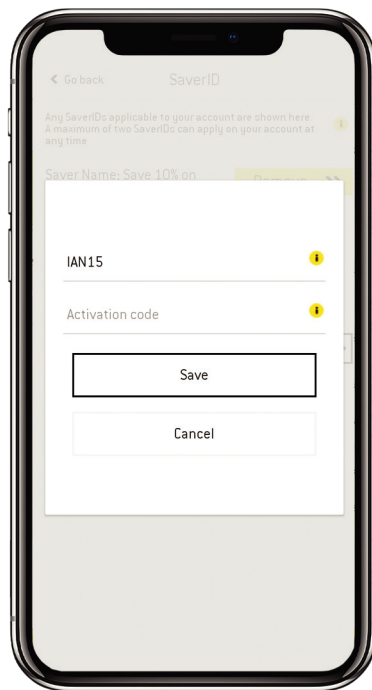 Go back
SaverID
Any SaverIDs applicable to your account are shown here.
A maximum of two SaverIDs can apply on your account at
any time
Saver Name: Save 10% on
Remove
IAN15
Activation code
Save
Cancel